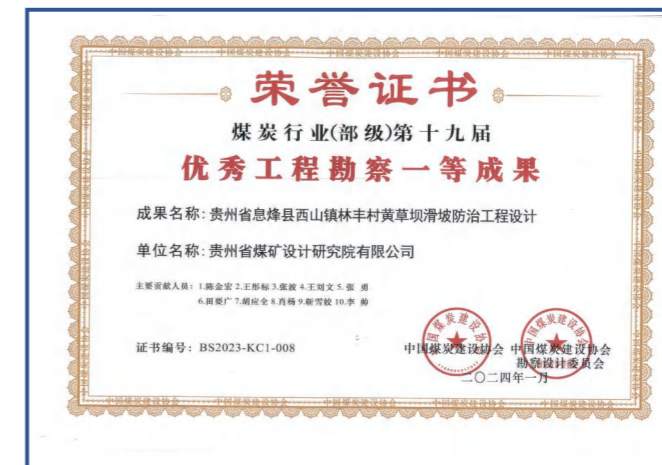 荣誉证书
煤炭行业(部级)第十九届
优秀工程勘察一等成果
成果名称：贵州省息烽县西山镇林丰村黄草坝滑坡防治工程设计
单位名称：贵州省煤矿设计研究院有限公司
主要贡献人员：1.陈金宏 2.王形标 3.张波 4.王刘文 5.张 勇
6.田要广 7.胡应全 8.肖杨 9.靳雪姣 10.李 帅
证书编号：BS2023-KC1-008
中国煤炭建设协会 中国煤炭建设协会
勘察设计委员会
二〇二四年一月